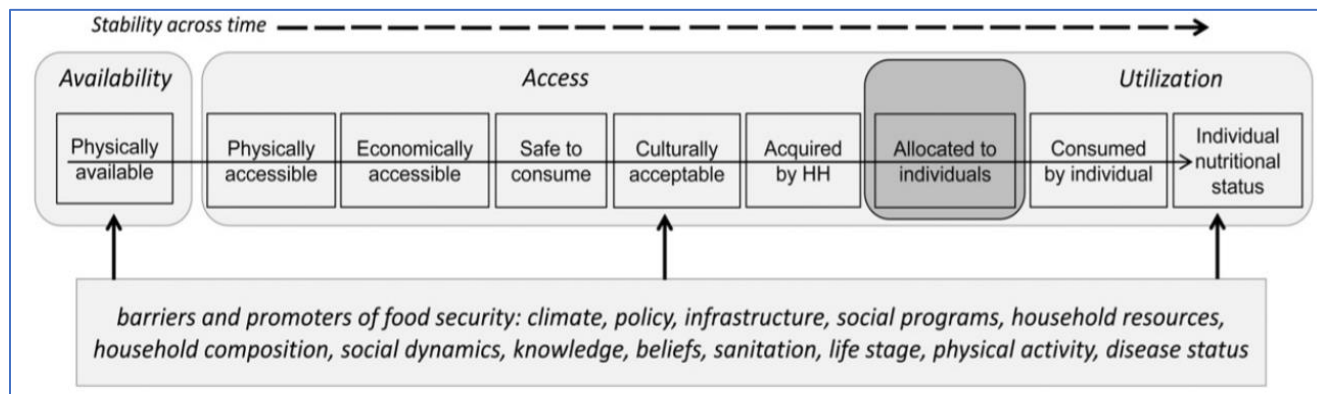 Stability across time
Availability
Access
Utilization
Physically
available
Physically
accessible
Economically
accessible
Safe to
consume
Culturally
acceptable
Acquired
by HH
Allocated to
individuals
Consumed
by individual
Individual
nutritional
status
barriers and promoters of food security: climate, policy, infrastructure, social programs, household resources,
household composition, social dynamics, knowledge, beliefs, sanitation, life stage, physical activity, disease status